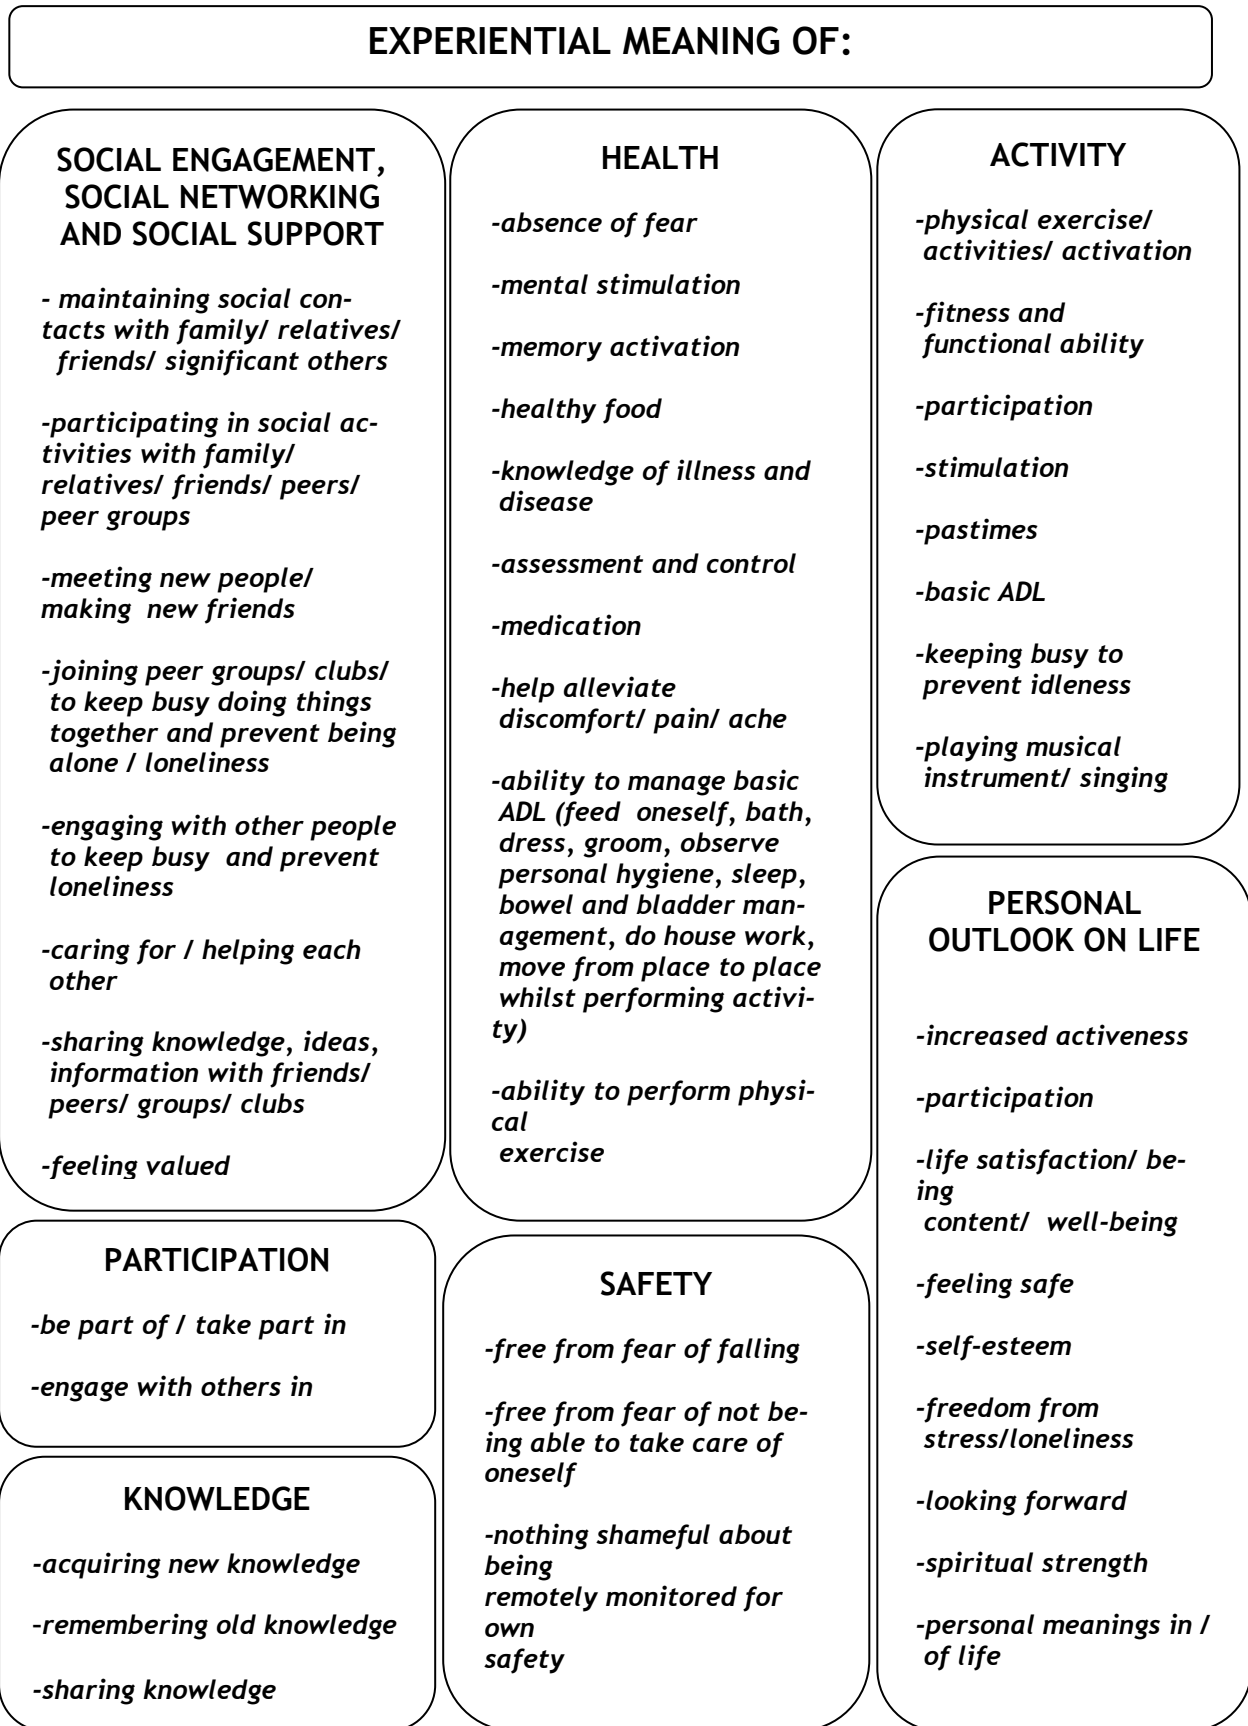 EXPERIENTIAL MEANING OF:
SOCIAL ENGAGEMENT,
SOCIAL NETWORKING
AND SOCIAL SUPPORT
- maintaining social con-
tacts with family/ relatives/
friends/ significant others
-participating in social ac-
tivities with family/
relatives/ friends/ peers/
peer groups
-meeting new people/
making  new friends
-joining peer groups/ clubs/
to keep busy doing things
together and prevent being
alone / loneliness
-engaging with other people
to keep busy  and prevent
loneliness
-caring for / helping each
other
-sharing knowledge, ideas,
information with friends/
peers/ groups/ clubs
-feeling valued
HEALTH
-absence of fear
-mental stimulation
-memory activation
-healthy food
-knowledge of illness and
disease
-assessment and control
-medication
-help alleviate
discomfort/ pain/ ache
-ability to manage basic
ADL (feed  oneself, bath,
dress, groom, observe
personal hygiene, sleep,
bowel and bladder man-
agement, do house work,
move from place to place
whilst performing activi-
ty)
-ability to perform physi-
cal
exercise
ACTIVITY
-physical exercise/
activities/ activation
-fitness and
functional ability
-participation
-stimulation
-pastimes
-basic ADL
-keeping busy to
prevent idleness
-playing musical
instrument/ singing
PERSONAL
OUTLOOK ON LIFE
-increased activeness
-participation
-life satisfaction/ be-
ing
content/  well-being
-feeling safe
-self-esteem
-freedom from
stress/loneliness
-looking forward
-spiritual strength
-personal meanings in /
of life
PARTICIPATION
-be part of / take part in
-engage with others in
KNOWLEDGE
-acquiring new knowledge
-remembering old knowledge
-sharing knowledge
SAFETY
-free from fear of falling
-free from fear of not be-
ing able to take care of
oneself
-nothing shameful about
being
remotely monitored for
own
safety